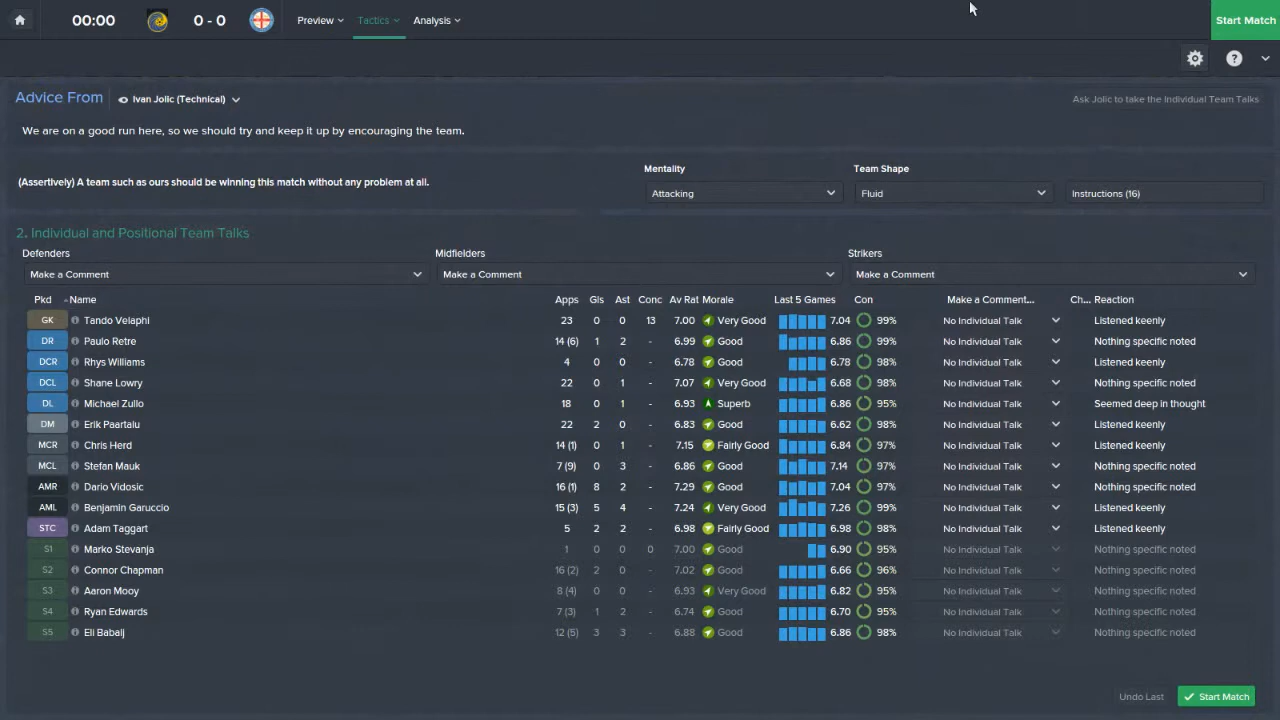 00:00 0 - 0 Preview Tactics Analysis Start Match
?
Advice From Ivan Jolic (Technical) Ask Jolic to take the Individual Team Talks
We are on a good run here, so we should try and keep it up by encouraging the team.
Mentality Team Shape
(Assertively) A team such as ours should be winning this match without any problem at all. Attacking Fluid Instructions (16)
2. Individual and Positional Team Talks
Defenders Midfielders Strikers
Make a Comment Make a Comment Make a Comment
Pkd Name Apps Gls Ast Conc Av Rat Morale Last 5 Games Con Make a Comment... Ch... Reaction
GK Tando Velaphi 23 0 0 13 7.00 Very Good 7.04 99% No Individual Talk Listened keenly
DR Paulo Retre 14 (6) 1 2 - 6.99 Good 6.86 99% No Individual Talk Nothing specific noted
DCR Rhys Williams 4 0 0 - 6.78 Good 6.78 98% No Individual Talk Listened keenly
DCL Shane Lowry 22 0 1 - 7.07 Very Good 6.68 98% No Individual Talk Nothing specific noted
DL Michael Zullo 18 0 1 - 6.93 Superb 6.86 95% No Individual Talk Seemed deep in thought
DM Erik Paartalu 22 2 0 - 6.83 Good 6.62 98% No Individual Talk Listened keenly
MCR Chris Herd 14 (1) 0 1 - 7.15 Fairly Good 6.84 97% No Individual Talk Listened keenly
MCL Stefan Mauk 7 (9) 0 3 - 6.86 Good 7.14 97% No Individual Talk Nothing specific noted
AMR Dario Vidosic 16 (1) 8 2 - 7.29 Good 7.04 97% No Individual Talk Nothing specific noted
AML Benjamin Garuccio 15 (3) 5 4 - 7.24 Very Good 7.26 99% No Individual Talk Listened keenly
STC Adam Taggart 5 2 2 - 6.98 Fairly Good 6.98 98% No Individual Talk Listened keenly
S1 Marko Stevanja 1 0 0 0 7.00 Good 6.90 95% No Individual Talk Nothing specific noted
S2 Connor Chapman 16 (2) 2 0 - 7.02 Good 6.66 96% No Individual Talk Nothing specific noted
S3 Aaron Mooy 8 (4) 0 0 - 6.93 Very Good 6.82 95% No Individual Talk Nothing specific noted
S4 Ryan Edwards 7 (3) 1 2 - 6.74 Good 6.70 95% No Individual Talk Nothing specific noted
S5 Eli Babalj 12 (5) 3 3 - 6.88 Good 6.86 98% No Individual Talk Nothing specific noted
Undo Last Start Match